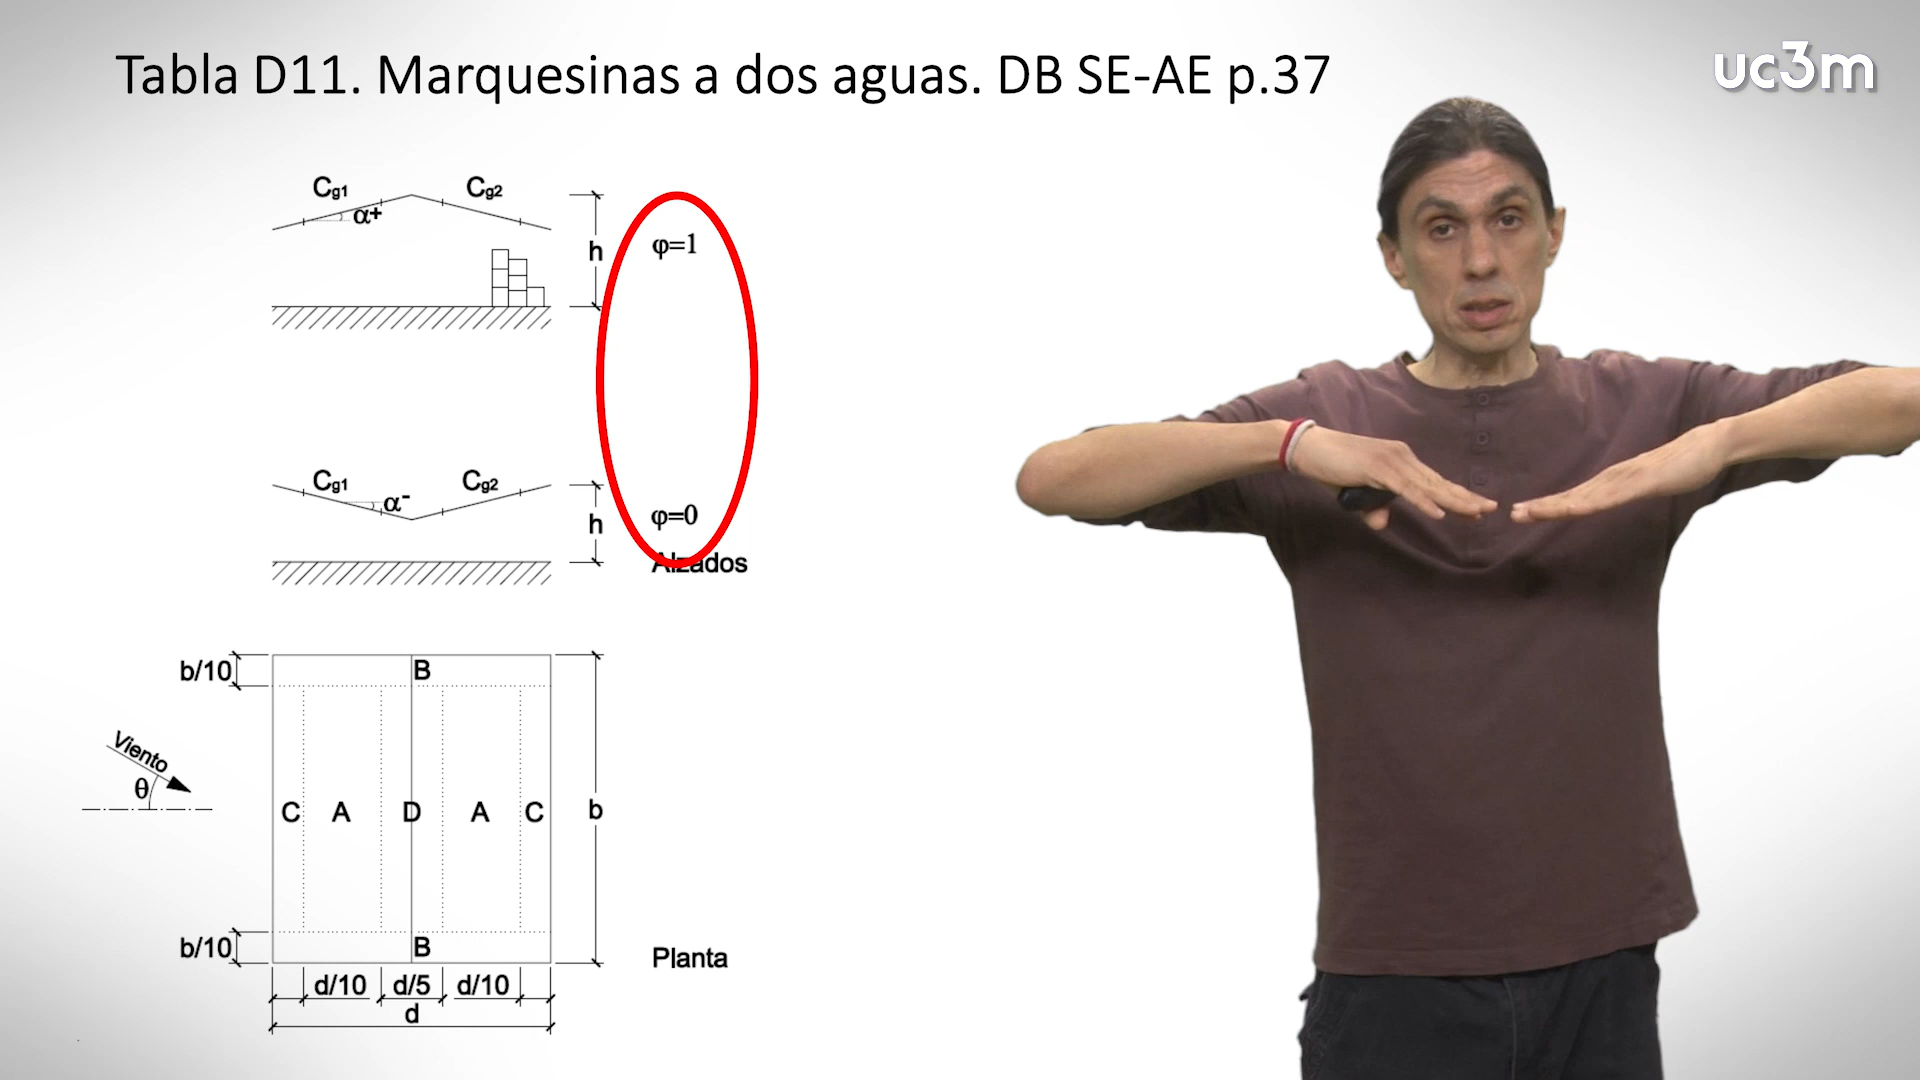 Tabla D11. Marquesinas a dos aguas. DB SE-AE p.37
uc3m
Cg1
Cg2
α+
h
φ=1
Cg1
Cg2
α-
h
φ=0
Alzados
b/10
B
Viento
θ
C A D A C
b
b/10
B
Planta
d/10 d/5 d/10
d